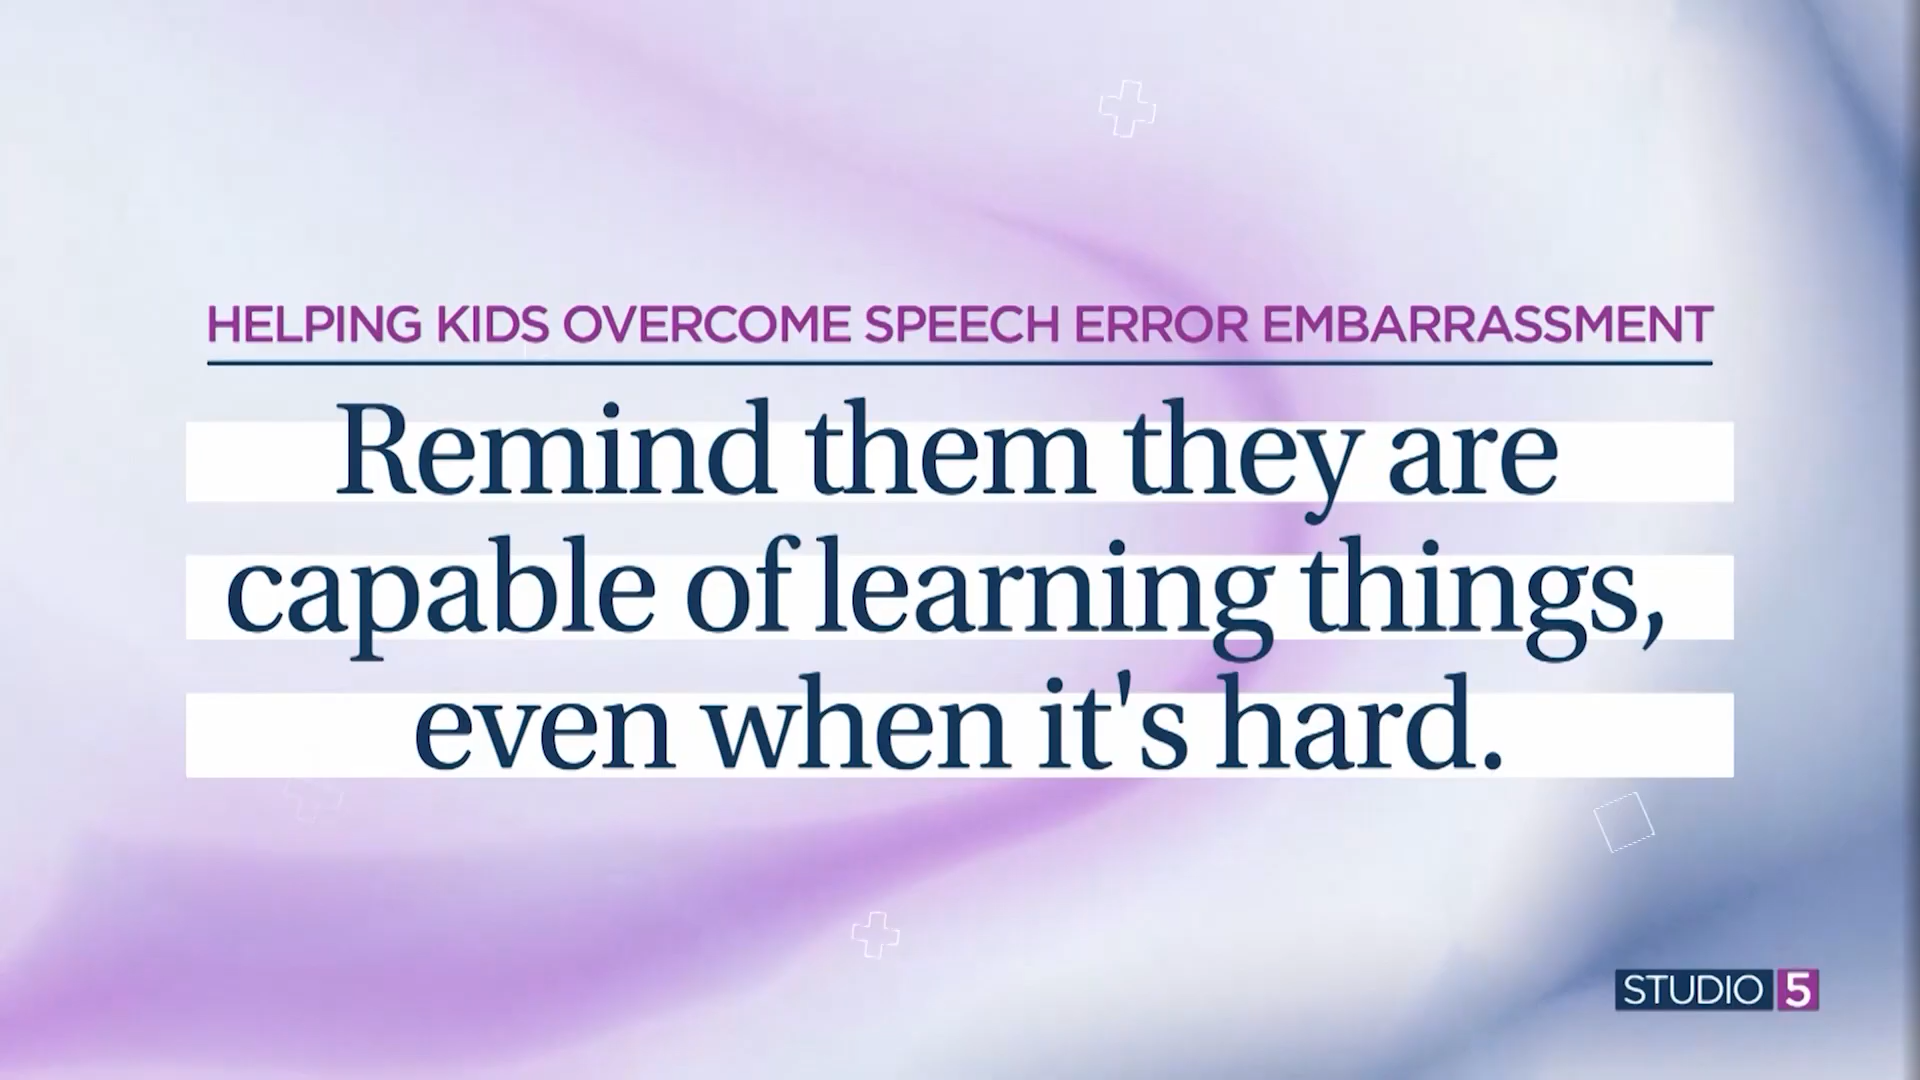 HELPING KIDS OVERCOME SPEECH ERROR EMBARRASSMENT
Remind them they are
capable of learning things,
even when it's hard.
STUDIO 5